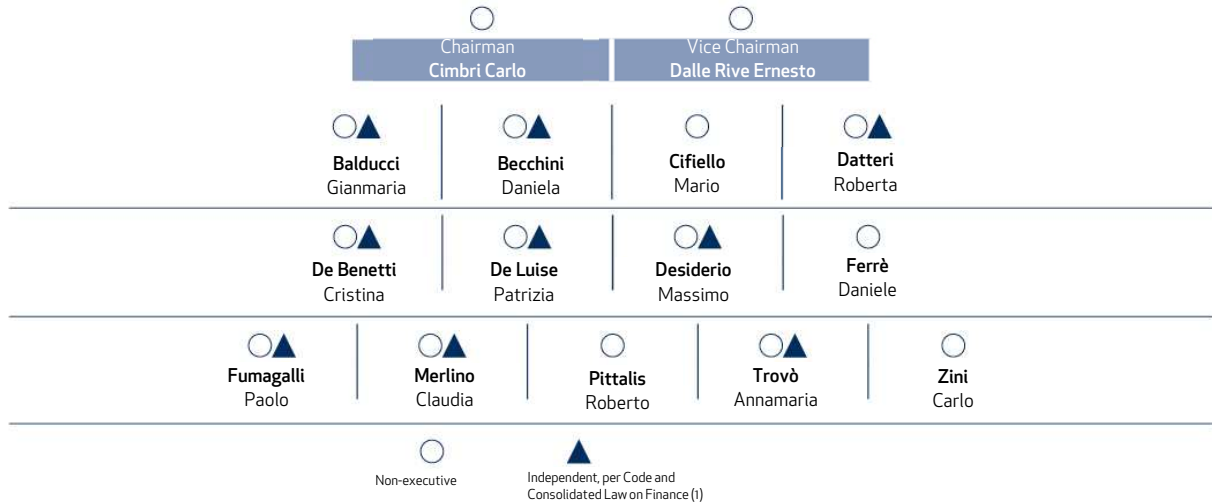 Chairman
Cimbri Carlo
Vice Chairman
Dalle Rive Ernesto
Balducci
Gianmaria
Becchini
Daniela
Cifiello
Mario
Datteri
Roberta
De Benetti
Cristina
De Luise
Patrizia
Desiderio
Massimo
Ferrè
Daniele
Fumagalli
Paolo
Merlino
Claudia
Pittalis
Roberto
Trovò
Annamaria
Zini
Carlo
Non-executive
Independent, per Code and
Consolidated Law on Finance (1)